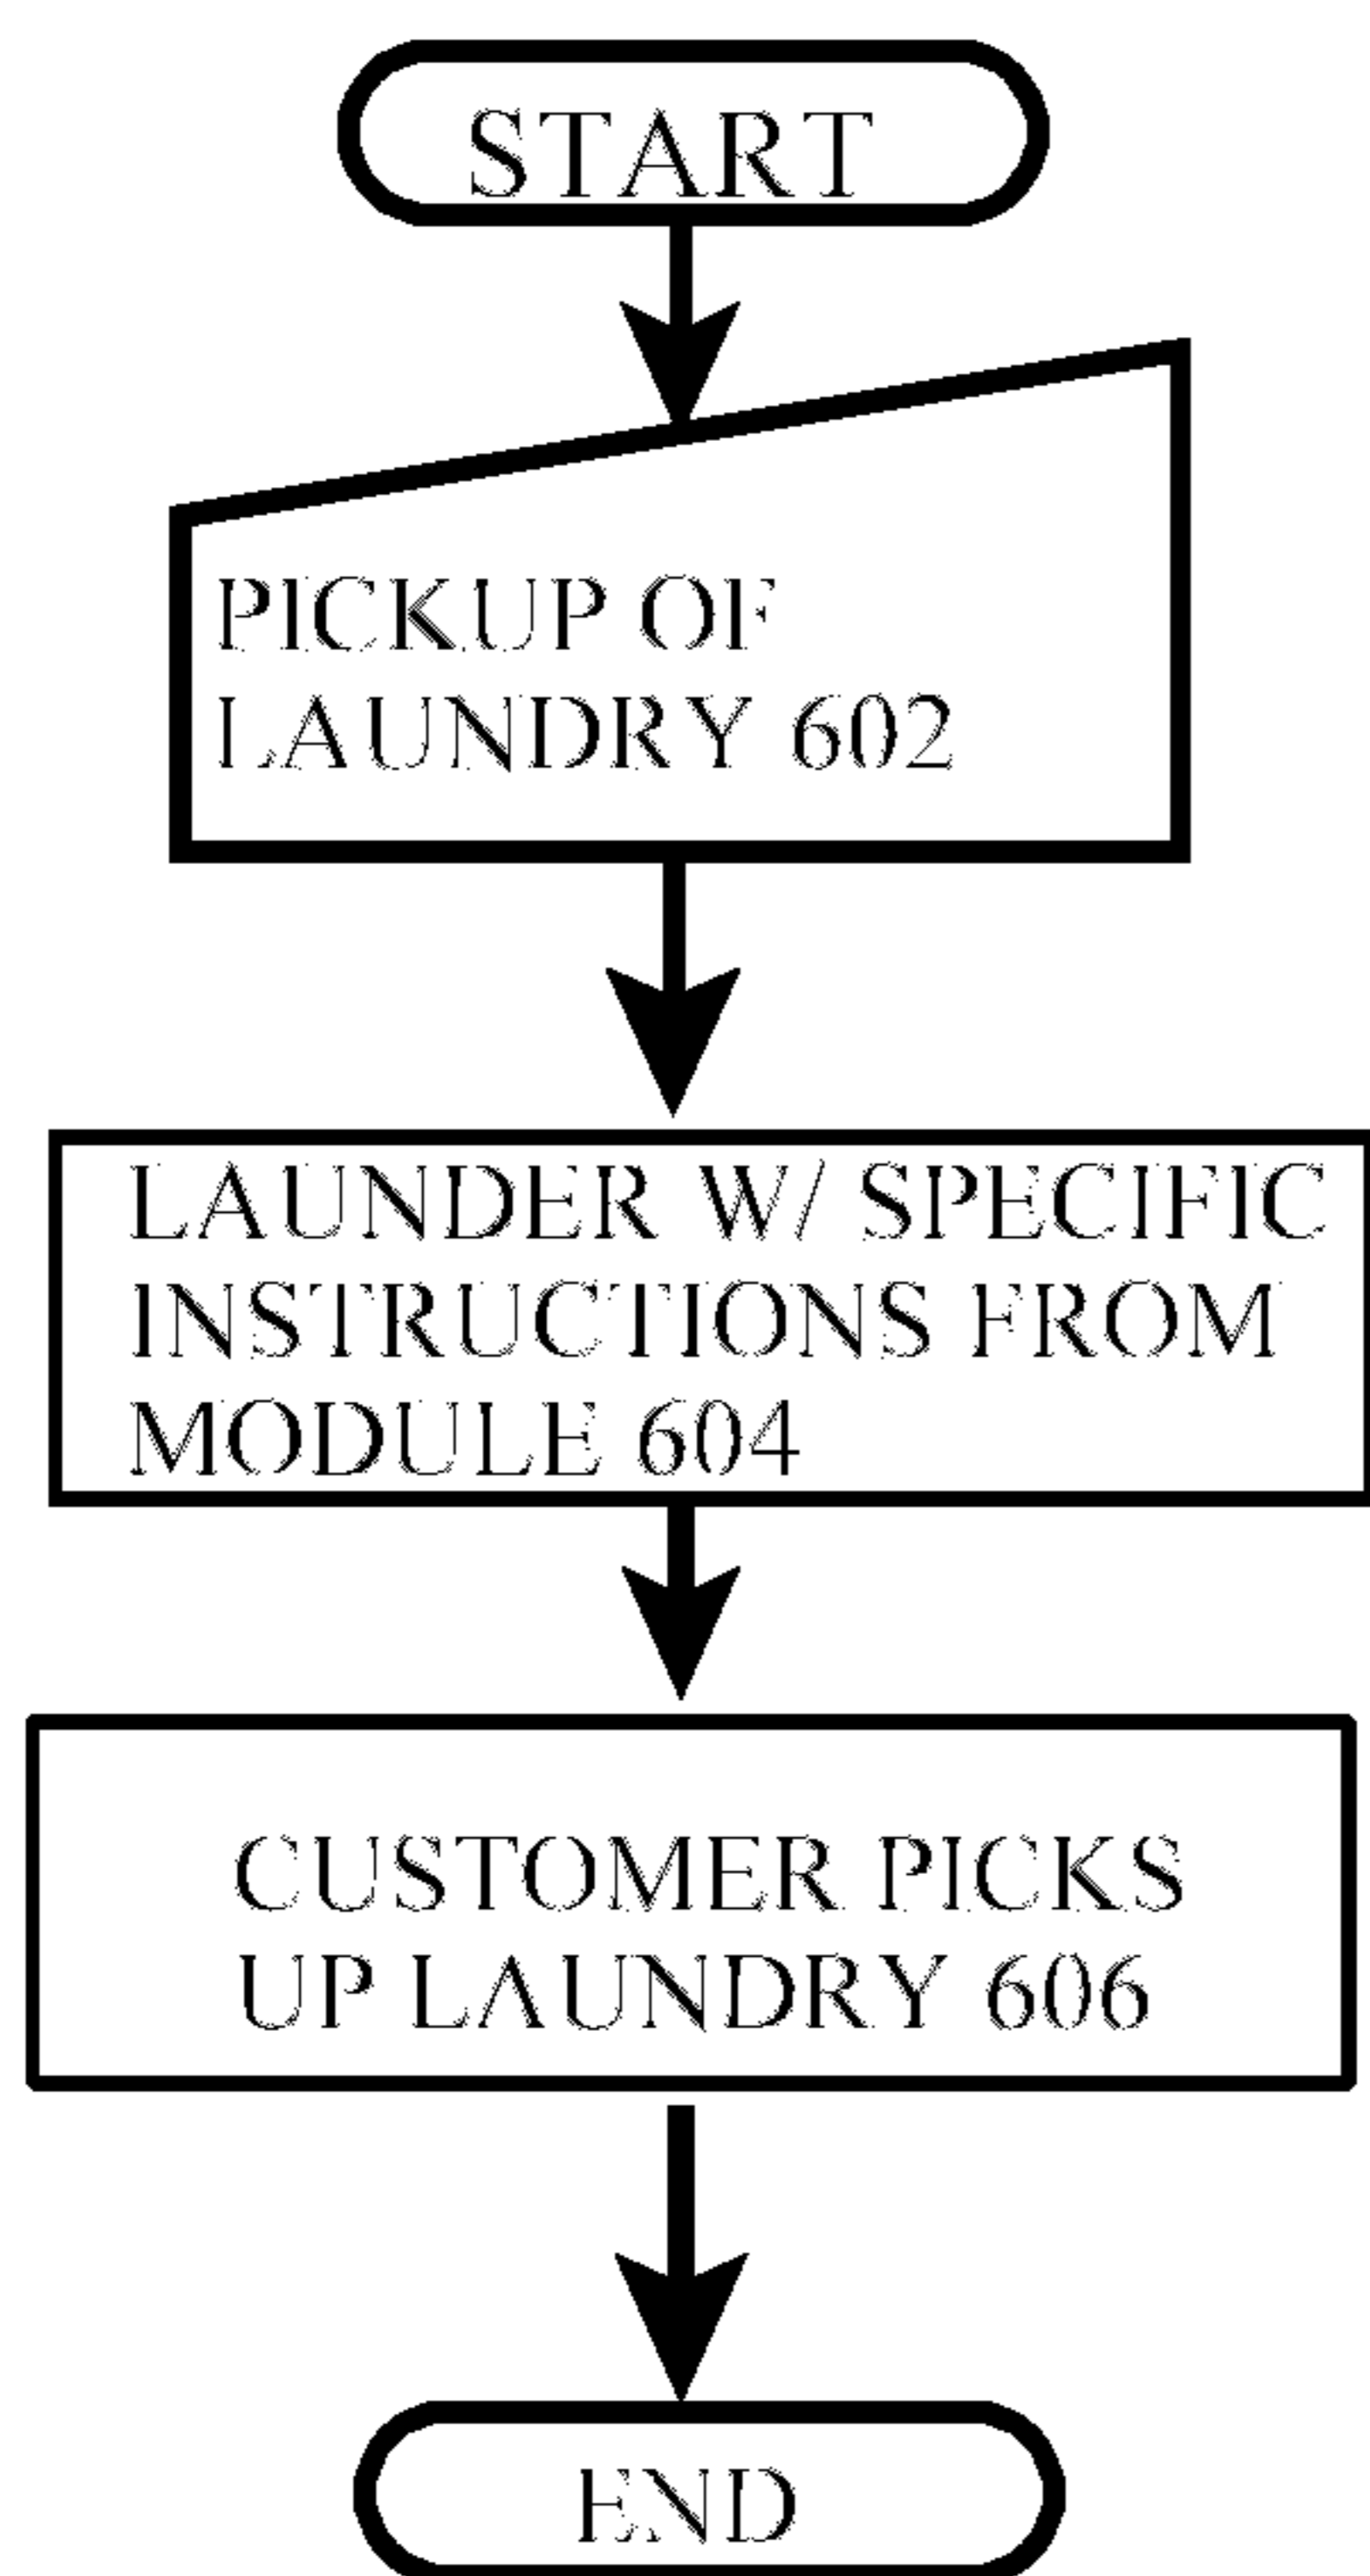 START
PICKUP OF
LAUNDRY 602
LAUNDER W/ SPECIFIC
INSTRUCTIONS FROM
MODULE 604
CUSTOMER PICKS
UP LAUNDRY 606
END